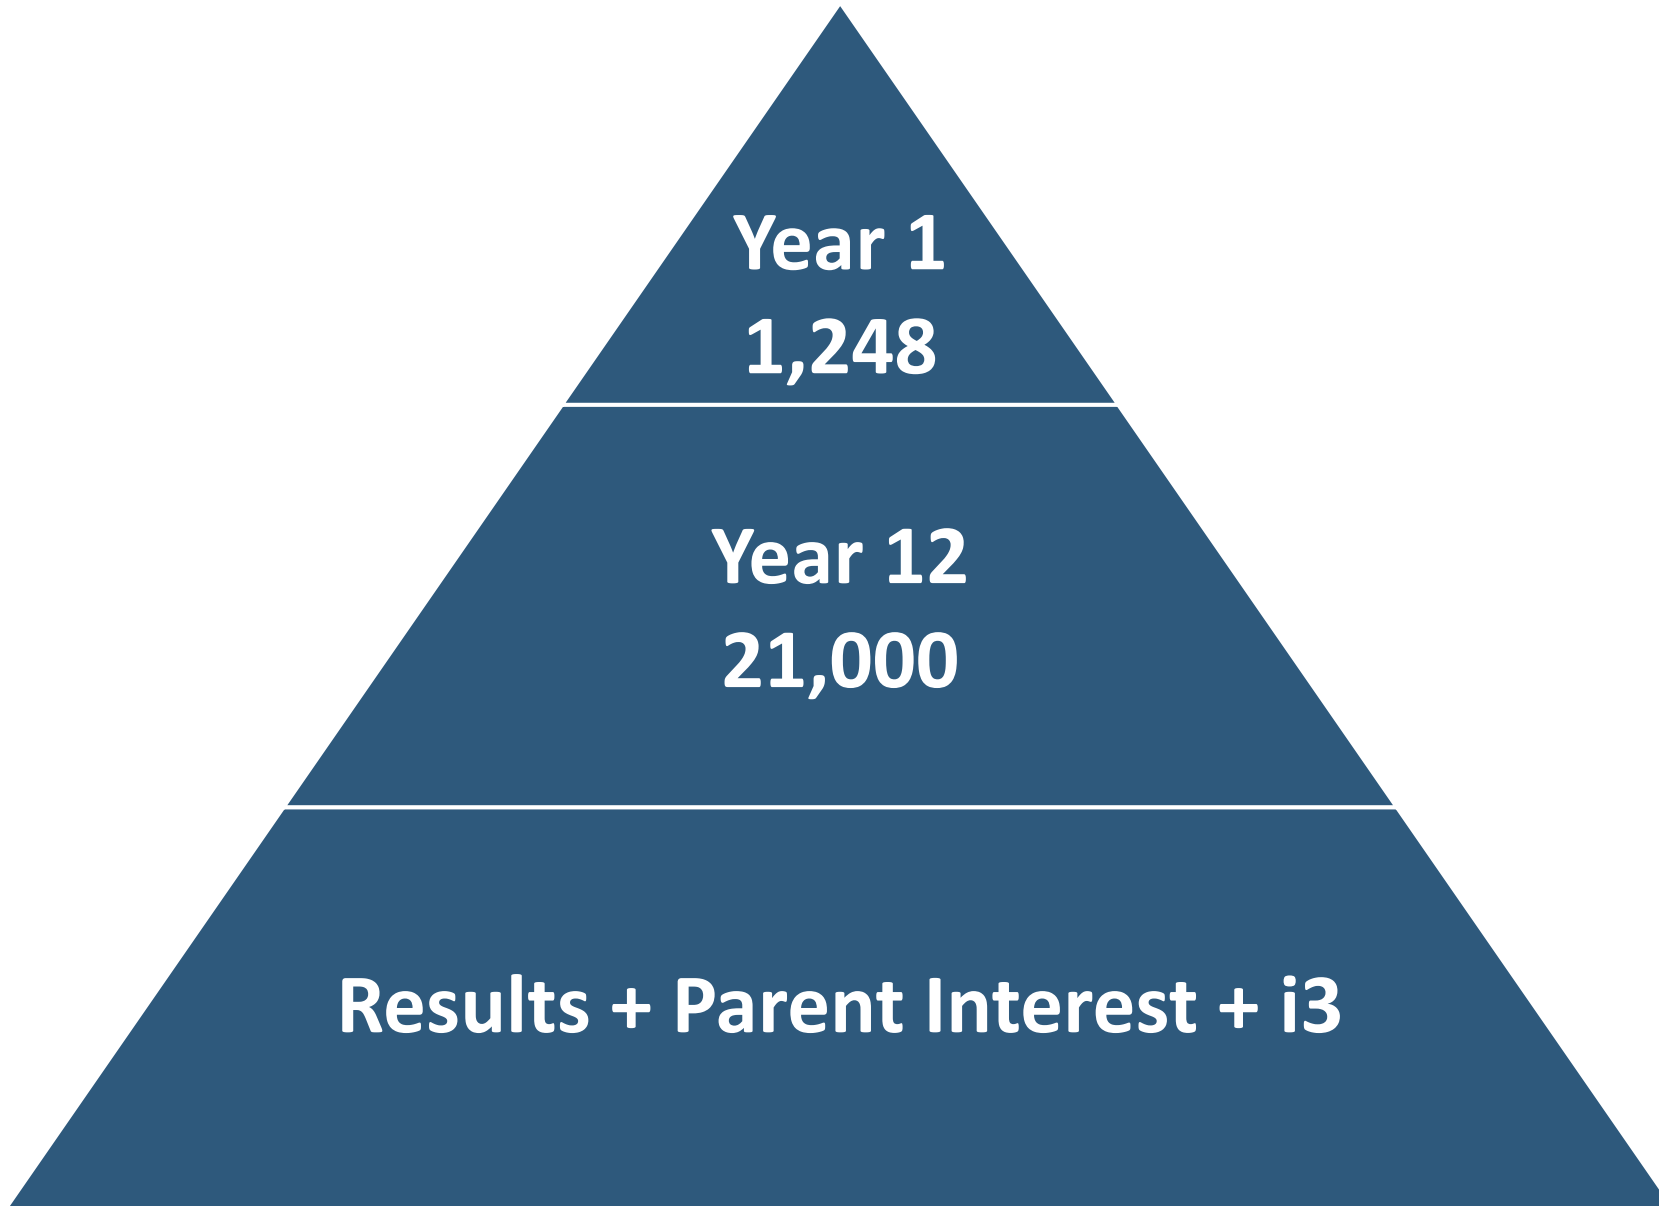 Year 1
1,248
Year 12
21,000
Results + Parent Interest + i3